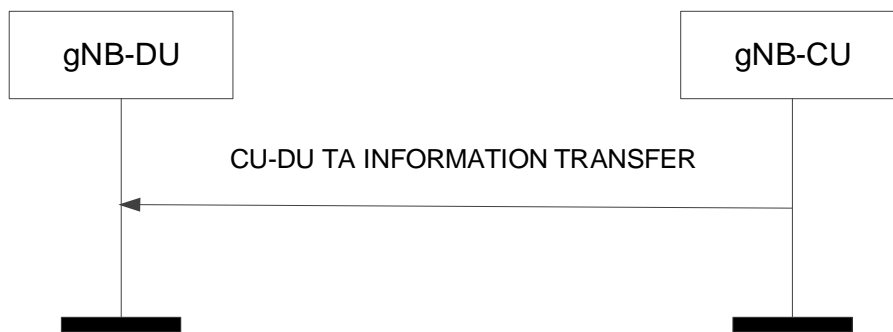 gNB-DU
gNB-CU
CU-DU TA INFORMATION TRANSFER